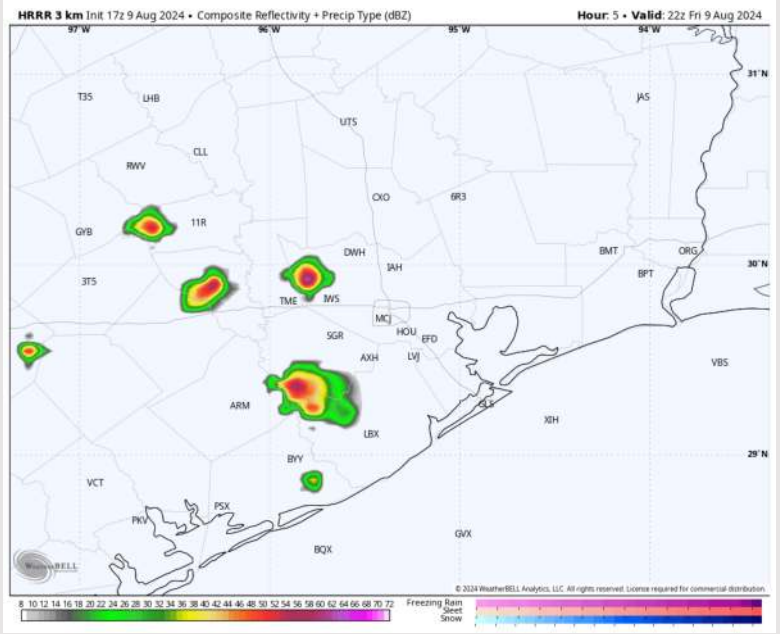 HRRR 3 km Init 17z 9 Aug 2024 • Composite Reflectivity + Precip Type (dBZ) Hour: 5 • Valid: 22z Fri 9 Aug 2024
97°W 96°W 95°W 94°W
31°N
T35 LHB JAS
UTS
CLL
RWV
CXO 6R3
11R
GYB
DWH BMT ORG
30°N
IAH
BPT
3T5
TME IWS
MCJ
HOU
SGR EFD
AXH LVJ
VBS
ARM GLS
XIH
LBX
29°N
BYY
VCT
PSX
PKV
GVX
BQX
WeatherBELL
© 2024 WeatherBELL Analytics, LLC. All rights reserved. License required for commercial distribution.
8 10 12 14 16 18 20 22 24 26 28 30 32 34 36 38 40 42 44 46 48 50 52 54 56 58 60 62 64 66 68 70 72
Freezing Rain
Sleet
Snow